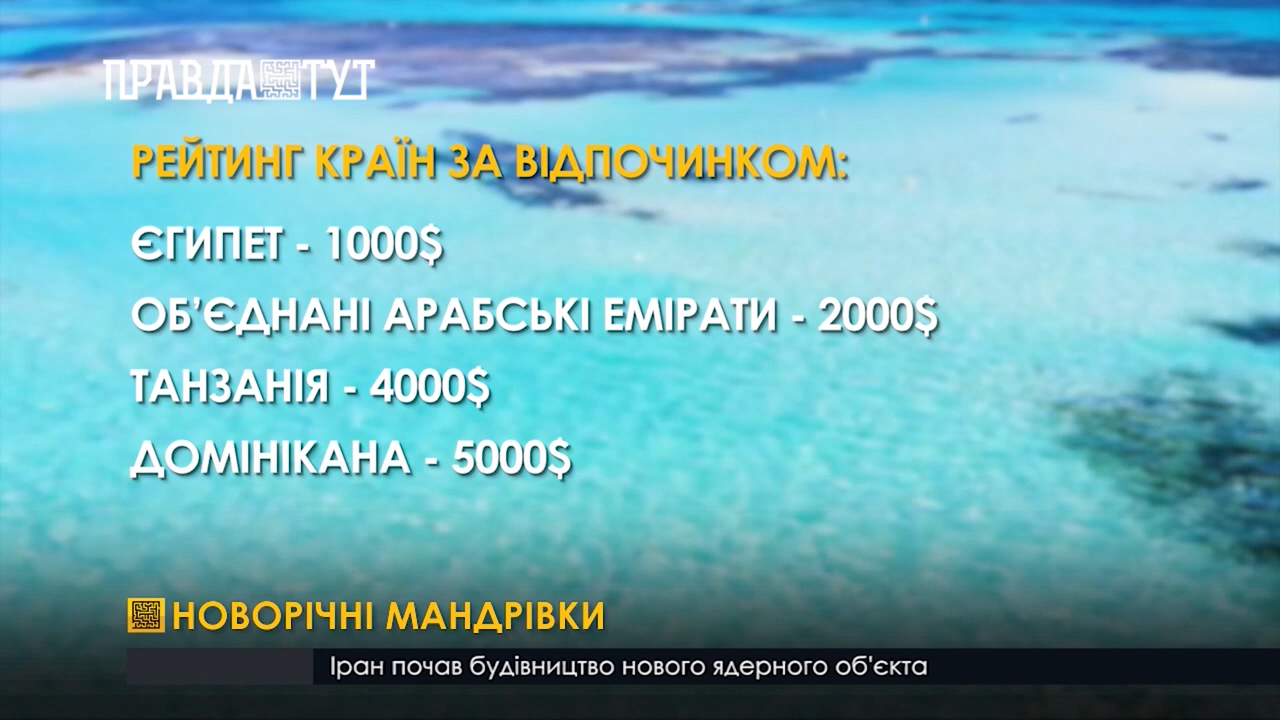 ПРАВДА ТУТ
РЕЙТИНГ КРАЇН ЗА ВІДПОЧИНКОМ:
ЄГИПЕТ - 1000$
ОБ’ЄДНАНІ АРАБСЬКІ ЕМІРАТИ - 2000$
ТАНЗАНІЯ - 4000$
ДОМІНІКАНА - 5000$
НОВОРІЧНІ МАНДРІВКИ
Іран почав будівництво нового ядерного об'єкта